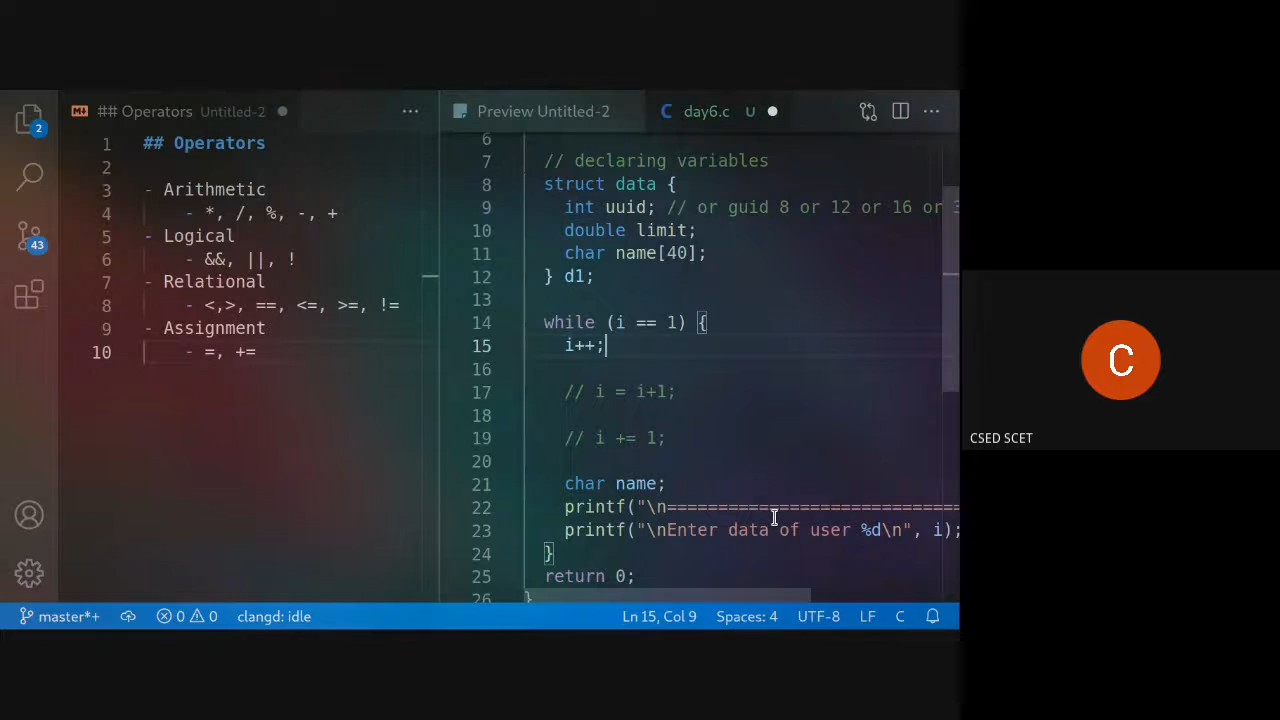 ## Operators Untitled-2
Preview Untitled-2
C day6.c U
2
43
1 ## Operators
2
3 - Arithmetic
4 - *, /, %, -, +
5 - Logical
6 - &&, ||, !
7 - Relational
8 - <,>, ==, <=, >=, !=
9 - Assignment
10 - =, +=
6
7 // declaring variables
8 struct data {
9 int uuid; // or guid 8 or 12 or 16 or 3
10 double limit;
11 char name[40];
12 } d1;
13
14 while (i == 1) {
15 i++;
16
17 // i = i+1;
18
19 // i += 1;
20
21 char name;
22 printf("\n=============================
23 printf("\nEnter data of user %d\n", i);
24 }
25 return 0;
26 }
master*+ 0 0 clangd: idle Ln 15, Col 9 Spaces: 4 UTF-8 LF C
C
CSED SCET